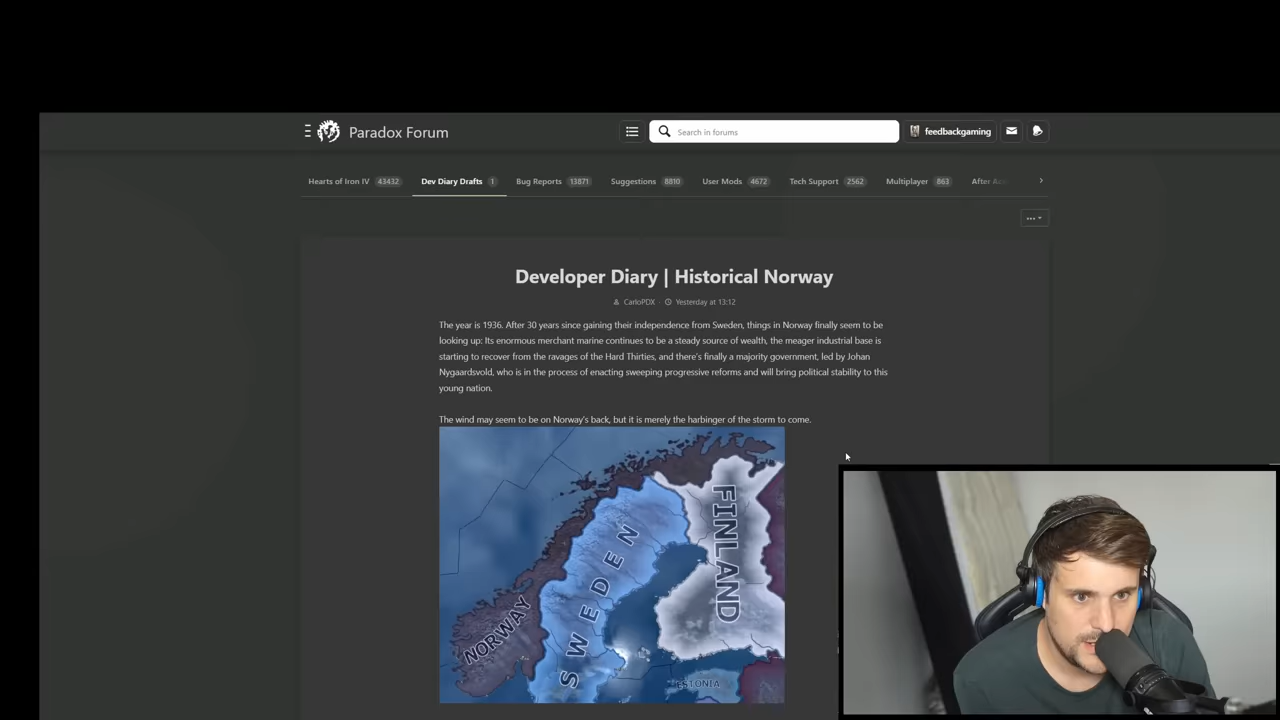 Paradox Forum
Search in forums
feedbackgaming
Hearts of Iron IV 43432
Dev Diary Drafts 1
Bug Reports 13871
Suggestions 8810
User Mods 4672
Tech Support 2562
Multiplayer 863
After Ac
Developer Diary | Historical Norway
CarloPDX · Yesterday at 13:12
The year is 1936. After 30 years since gaining their independence from Sweden, things in Norway finally seem to be
looking up: Its enormous merchant marine continues to be a steady source of wealth, the meager industrial base is
starting to recover from the ravages of the Hard Thirties, and there's finally a majority government, led by Johan
Nygaardsvold, who is in the process of enacting sweeping progressive reforms and will bring political stability to this
young nation.
The wind may seem to be on Norway's back, but it is merely the harbinger of the storm to come.
FINLAND
SWEDEN
NORWAY
ESTONIA